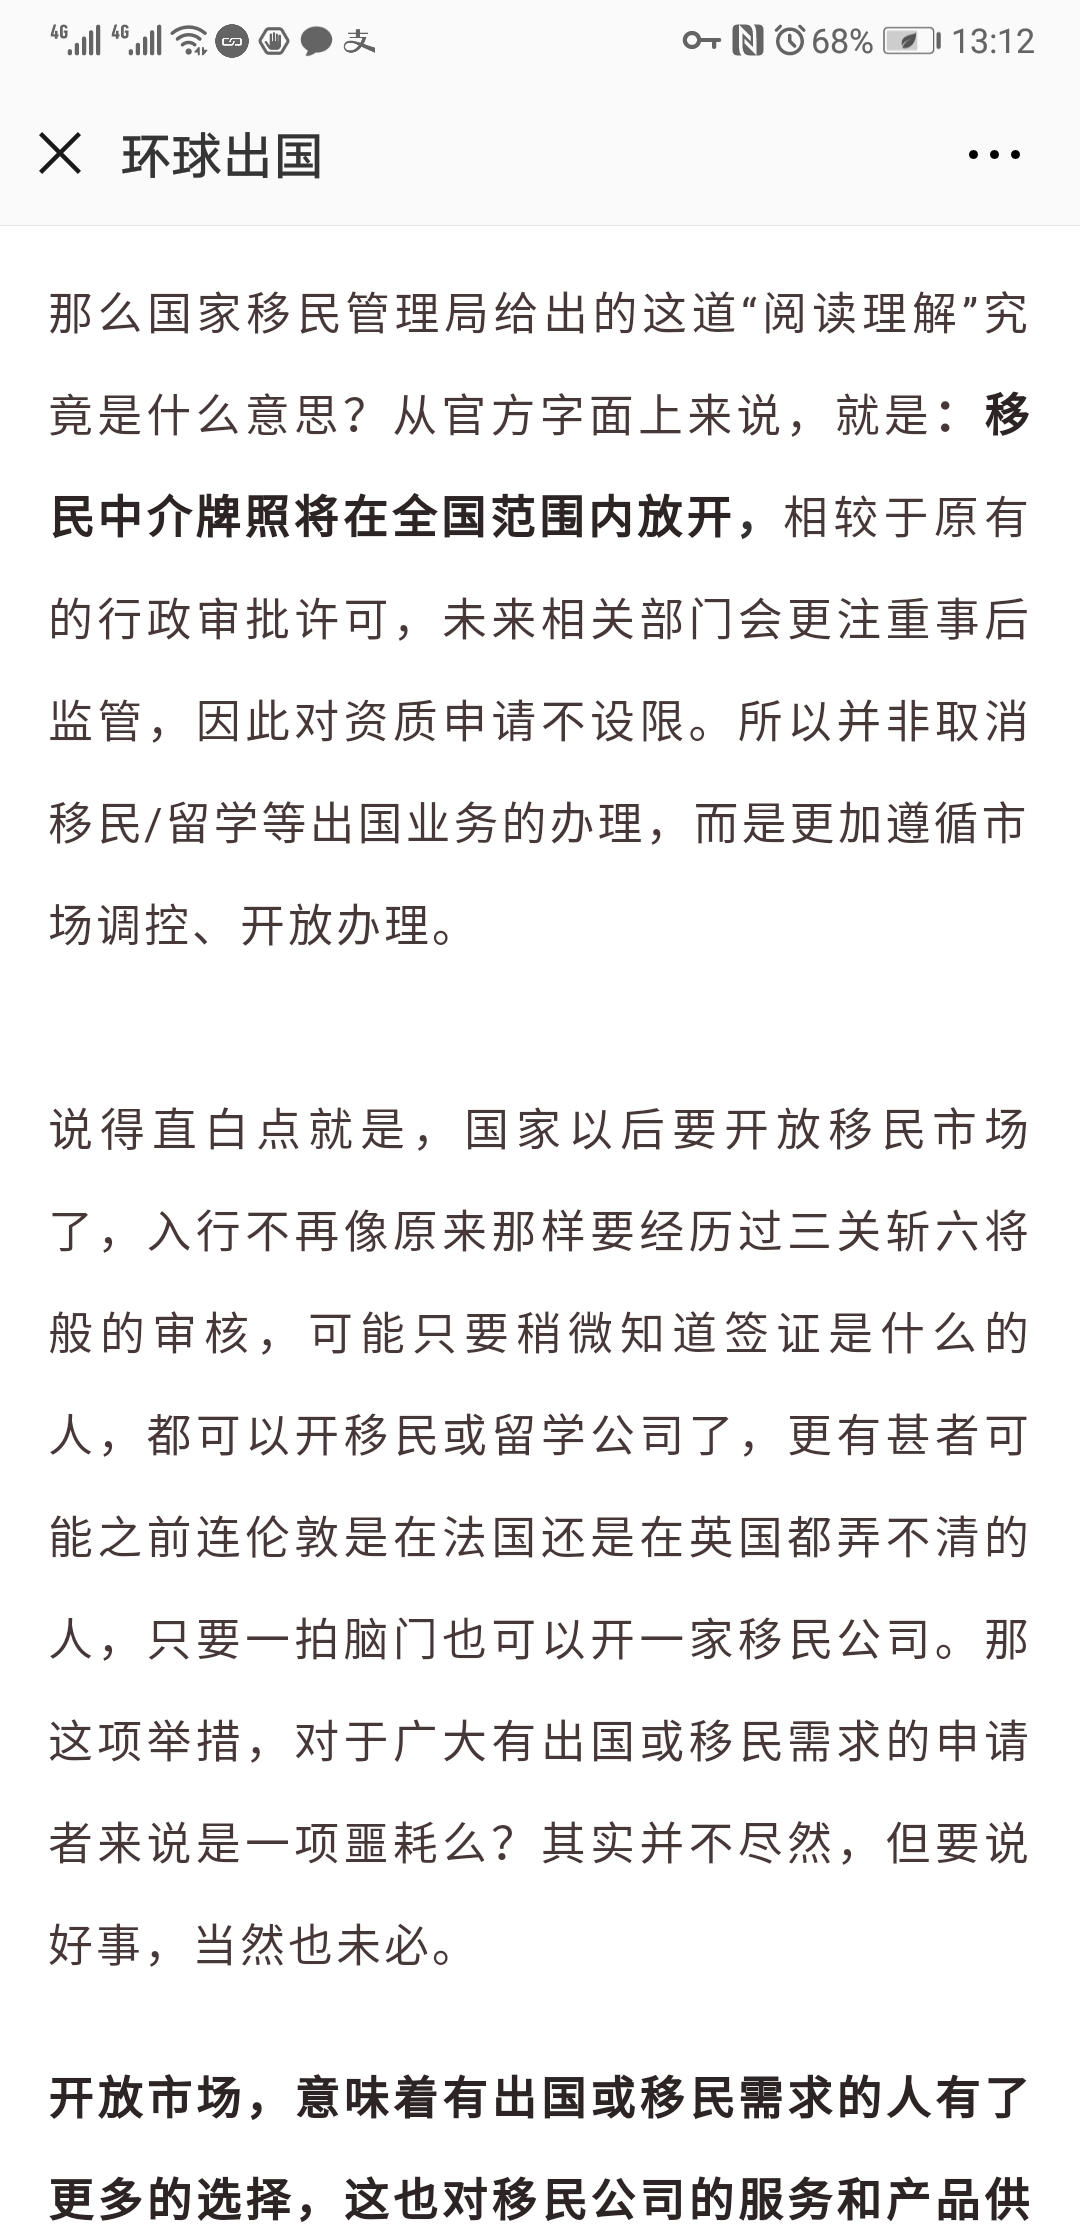 4G 4G 支 68% 13:12
环球出国
那么国家移民管理局给出的这道“阅读理解”究
竟是什么意思？从官方字面上来说，就是：移
民中介牌照将在全国范围内放开，相较于原有
的行政审批许可，未来相关部门会更注重事后
监管，因此对资质申请不设限。所以并非取消
移民/留学等出国业务的办理，而是更加遵循市
场调控、开放办理。
说得直白点就是，国家以后要开放移民市场
了，入行不再像原来那样要经历过三关斩六将
般的审核，可能只要稍微知道签证是什么的
人，都可以开移民或留学公司了，更有甚者可
能之前连伦敦是在法国还是在英国都弄不清的
人，只要一拍脑门也可以开一家移民公司。那
这项举措，对于广大有出国或移民需求的申请
者来说是一项噩耗么？其实并不尽然，但要说
好事，当然也未必。
开放市场，意味着有出国或移民需求的人有了
更多的选择，这也对移民公司的服务和产品供